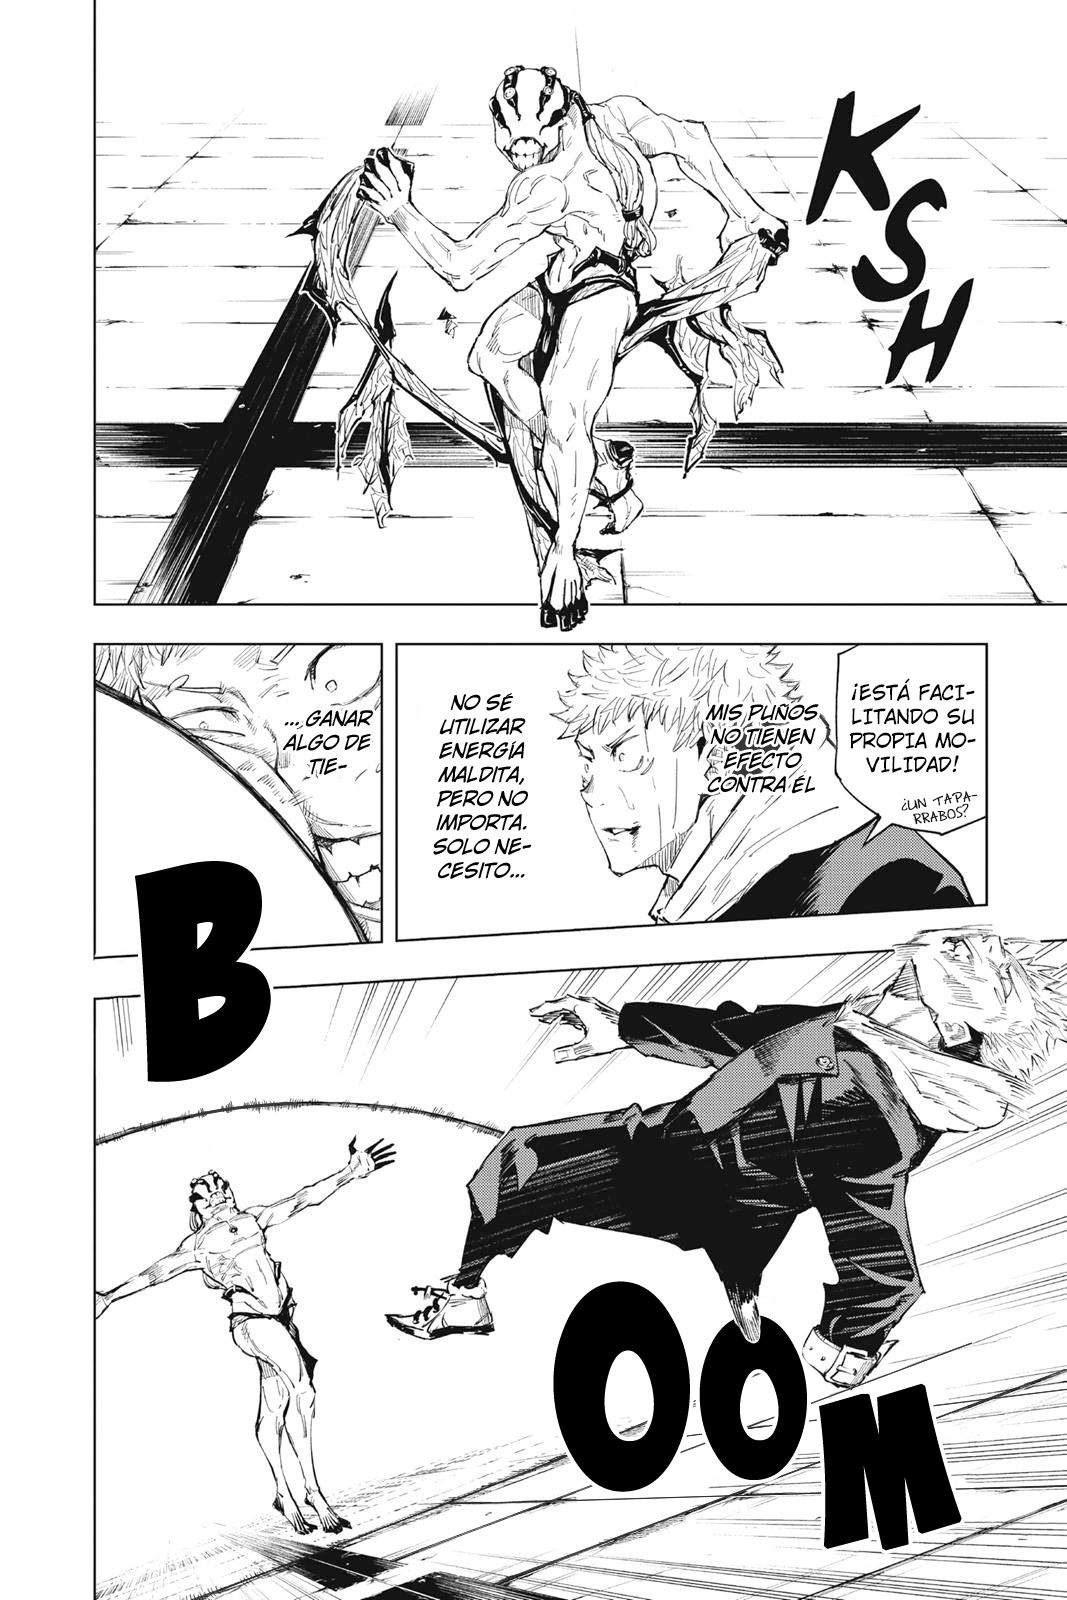 KSH
¡ESTÁ FACI-
LITANDO SU
PROPIA MO-
VILIDAD!
¿UN TAPA-
RRABOS?
MIS PUÑOS
NO TIENEN
EFECTO
CONTRA ÉL
NO SÉ
UTILIZAR
ENERGÍA
MALDITA,
PERO NO
IMPORTA.
SOLO NE-
CESITO...
... GANAR
ALGO DE
TIE-
B
OOM